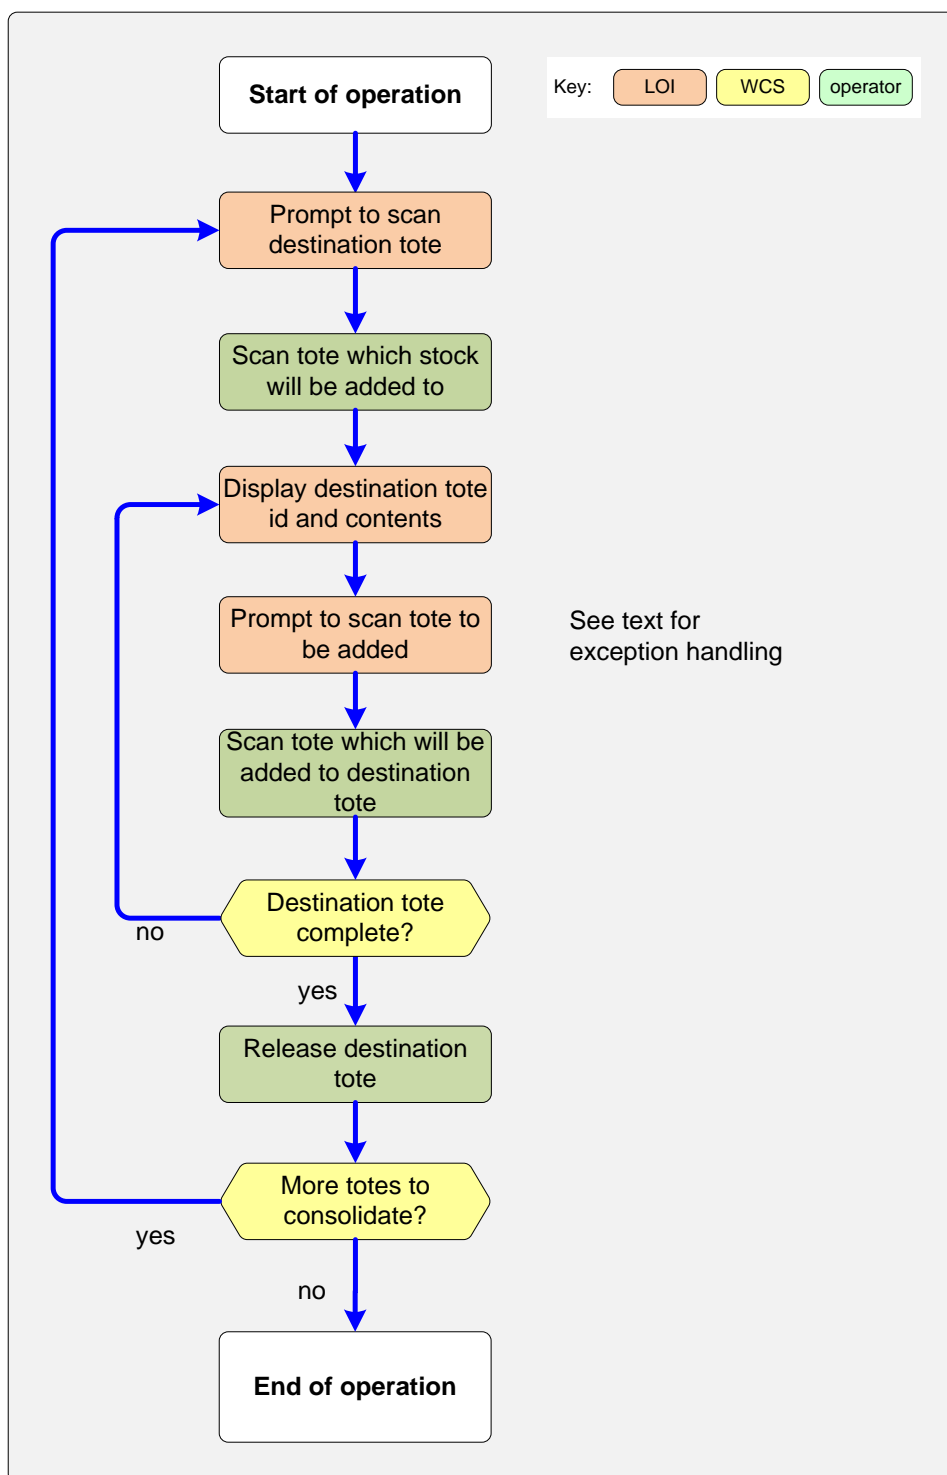 Start of operation
Key:
LOI
WCS
operator
Prompt to scan
destination tote
Scan tote which stock
will be added to
Display destination tote
id and contents
Prompt to scan tote to
be added
See text for
exception handling
Scan tote which will be
added to destination
tote
Destination tote
complete?
no
yes
Release destination
tote
More totes to
consolidate?
yes
no
End of operation